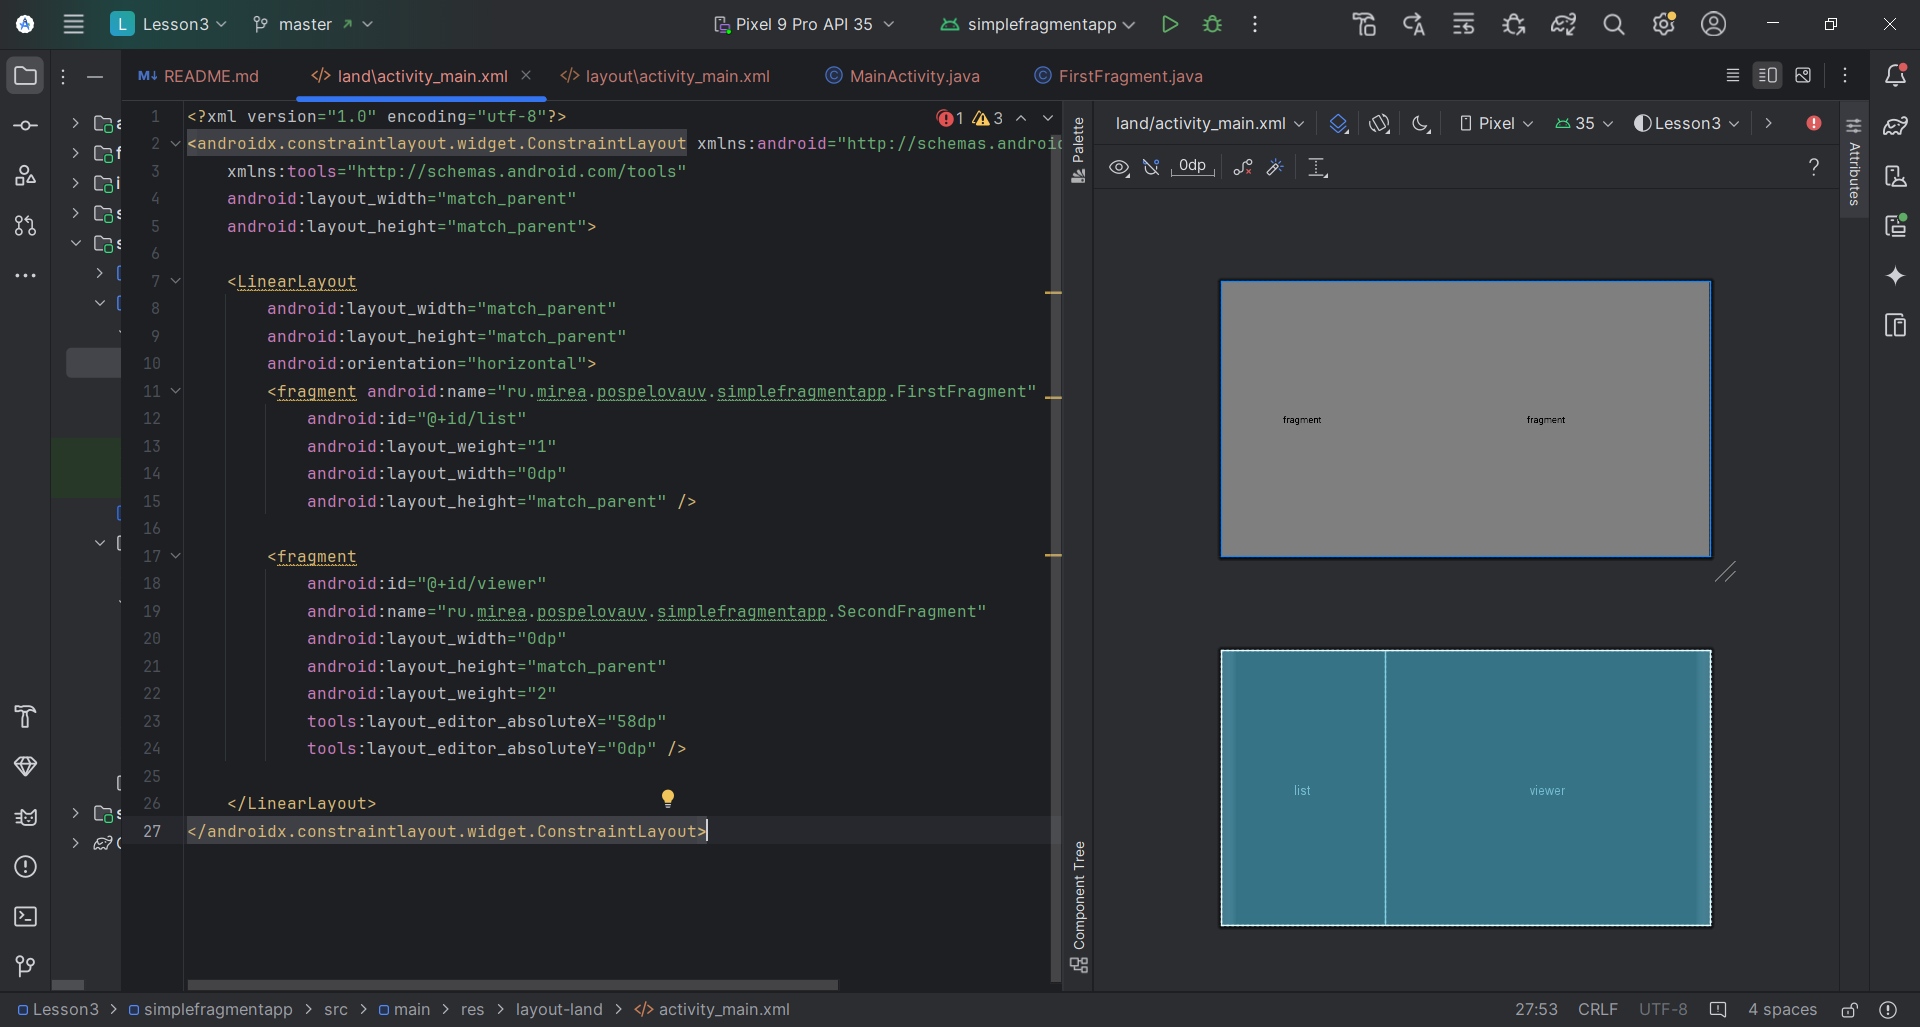 L Lesson3 master Pixel 9 Pro API 35 simplefragmentapp
README.md land\activity_main.xml layout\activity_main.xml MainActivity.java FirstFragment.java
1 <?xml version="1.0" encoding="utf-8"?> 1 3
2 <androidx.constraintlayout.widget.ConstraintLayout xmlns:android="http://schemas.androi
3 xmlns:tools="http://schemas.android.com/tools"
4 android:layout_width="match_parent"
5 android:layout_height="match_parent">
6
7 <LinearLayout
8 android:layout_width="match_parent"
9 android:layout_height="match_parent"
10 android:orientation="horizontal">
11 <fragment android:name="ru.mirea.pospelovauv.simplefragmentapp.FirstFragment"
12 android:id="@+id/list"
13 android:layout_weight="1"
14 android:layout_width="0dp"
15 android:layout_height="match_parent" />
16
17 <fragment
18 android:id="@+id/viewer"
19 android:name="ru.mirea.pospelovauv.simplefragmentapp.SecondFragment"
20 android:layout_width="0dp"
21 android:layout_height="match_parent"
22 android:layout_weight="2"
23 tools:layout_editor_absoluteX="58dp"
24 tools:layout_editor_absoluteY="0dp" />
25
26 </LinearLayout>
27 </androidx.constraintlayout.widget.ConstraintLayout>
Palette
Component Tree
land/activity_main.xml Pixel 35 Lesson3
0dp ?
Attributes
fragment fragment
list viewer
Lesson3 > simplefragmentapp > src > main > res > layout-land > </> activity_main.xml 27:53 CRLF UTF-8 4 spaces